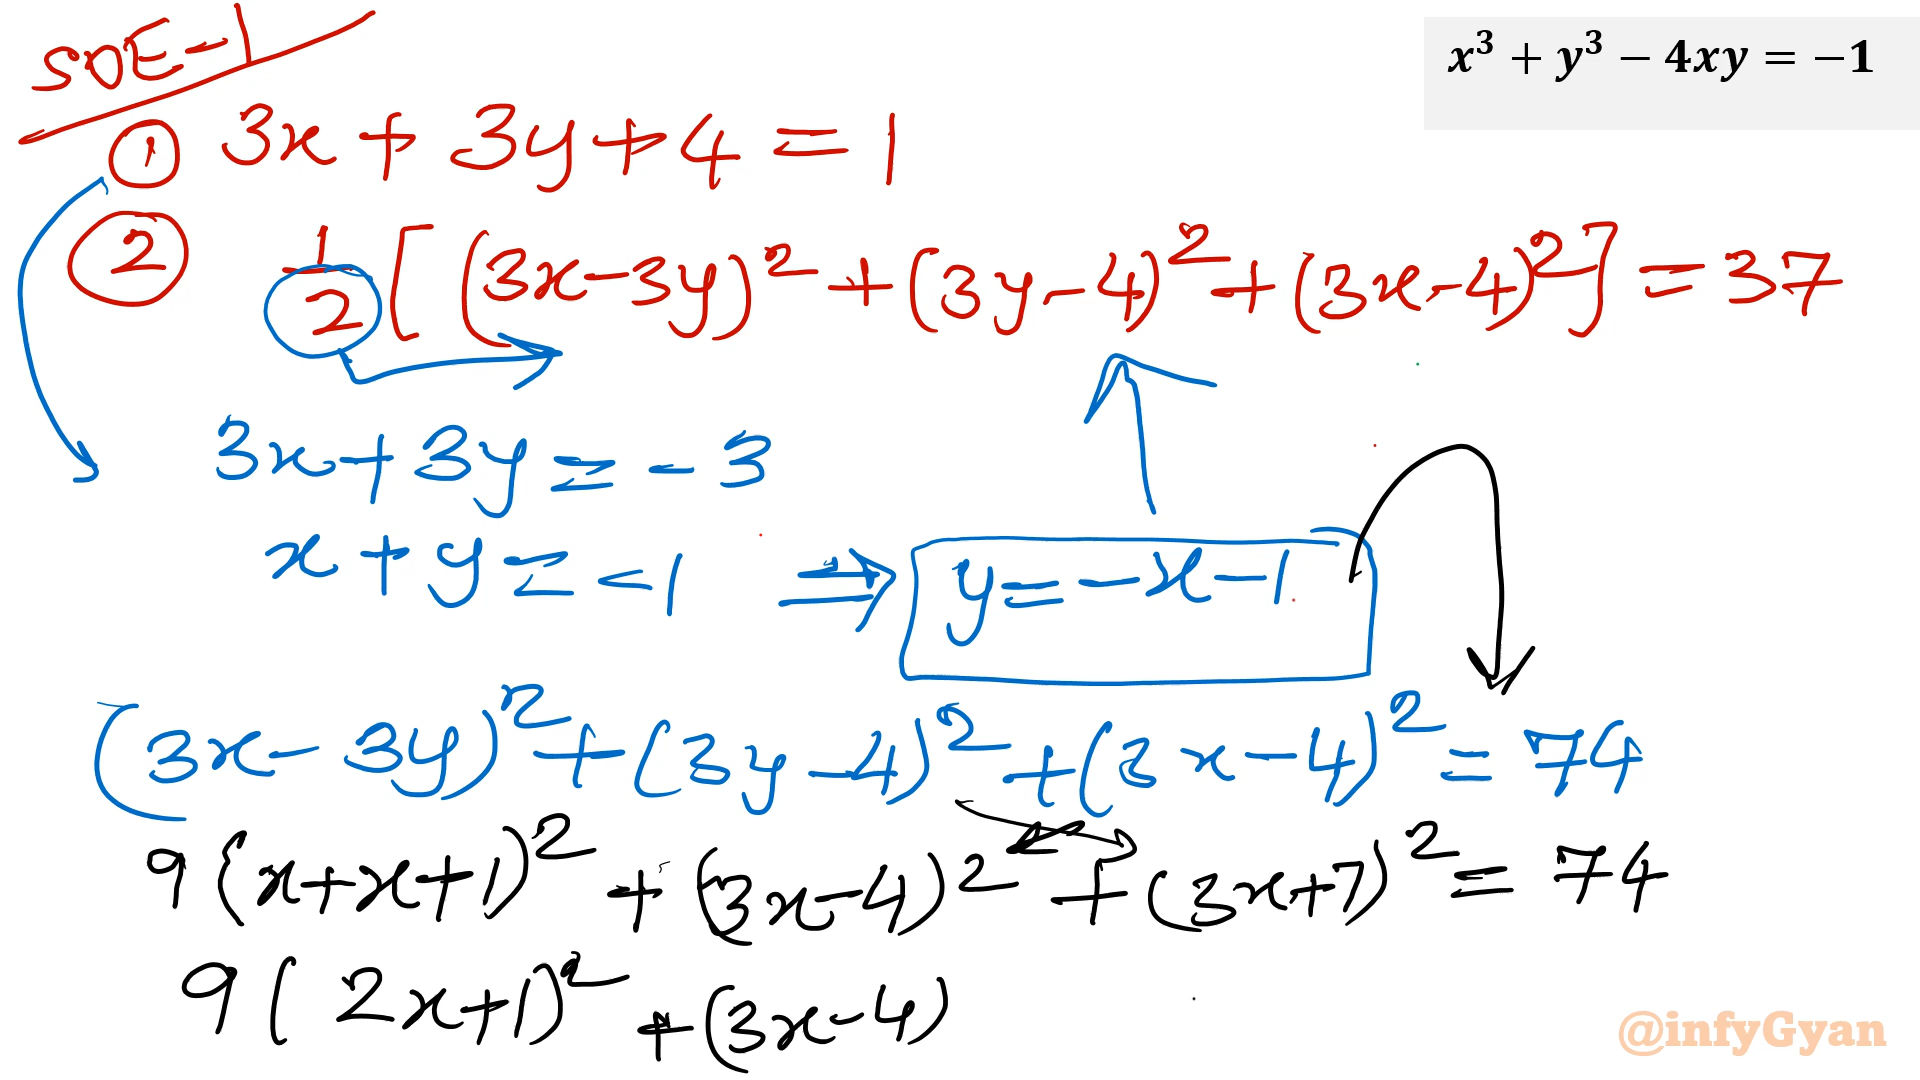 SOE-1
x³ + y³ − 4xy = −1
① 3x + 3y + 4 = 1
② 1/2 [(3x-3y)² + (3y-4)² + (3x-4)²] = 37
3x + 3y = -3
x + y = -1 ⇒ y = -x-1
(3x-3y)² + (3y-4)² + (3x-4)² = 74
9(x+x+1)² + (3x-4)² + (3x+7)² = 74
9(2x+1)² + (3x-4)
@infyGyan